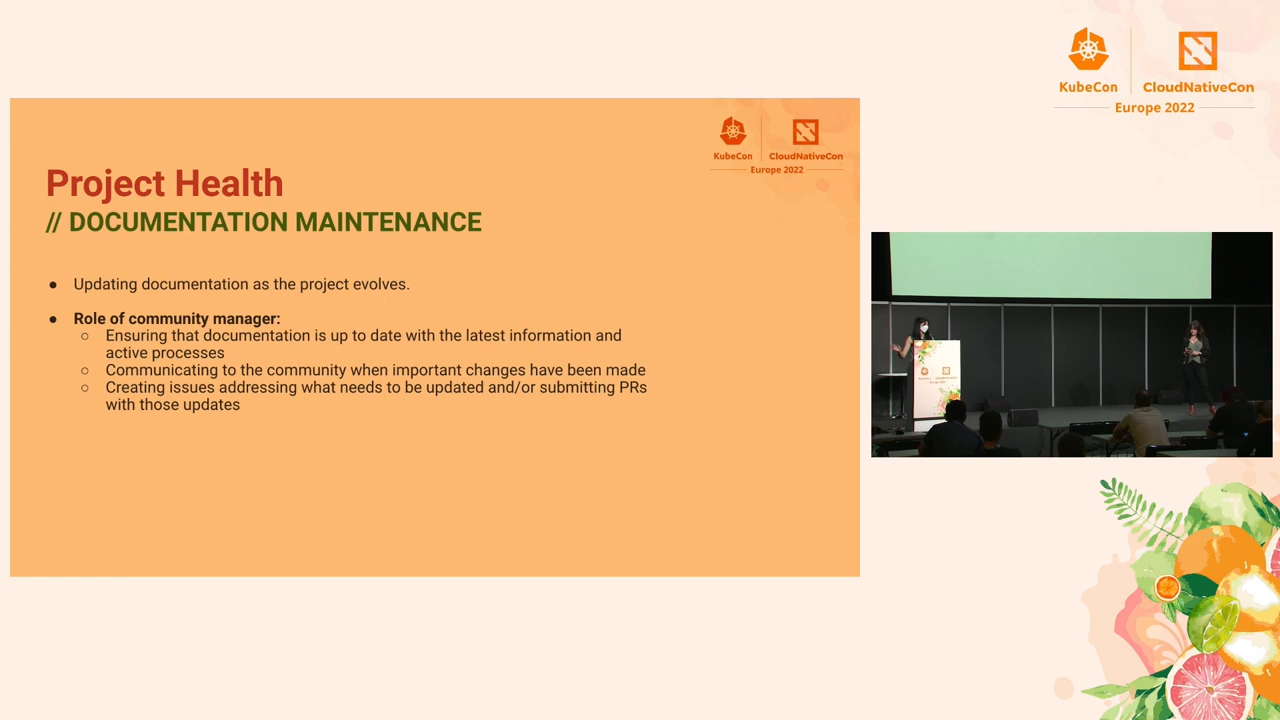 KubeCon
CloudNativeCon
Europe 2022
KubeCon
CloudNativeCon
Europe 2022
Project Health
// DOCUMENTATION MAINTENANCE
● Updating documentation as the project evolves.
● Role of community manager:
○ Ensuring that documentation is up to date with the latest information and
active processes
○ Communicating to the community when important changes have been made
○ Creating issues addressing what needs to be updated and/or submitting PRs
with those updates